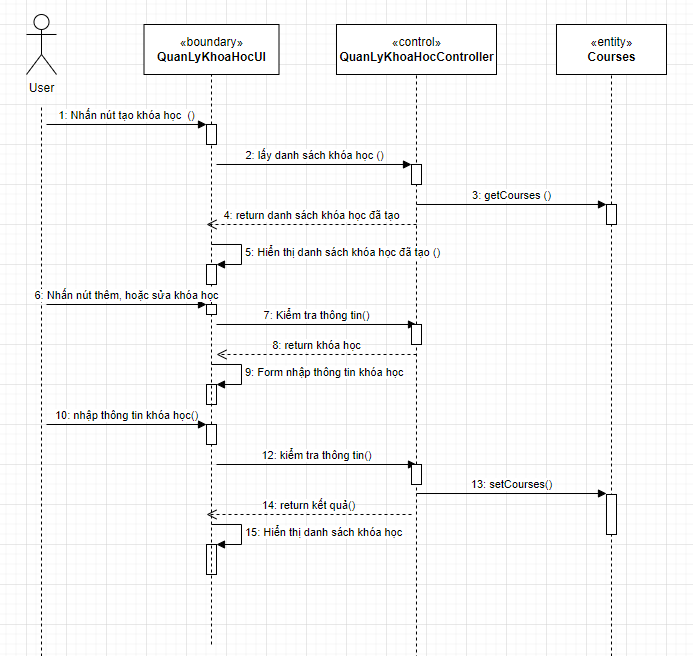 «boundary»
QuanLyKhoaHocUI
«control»
QuanLyKhoaHocController
«entity»
Courses
User
1: Nhấn nút tạo khóa học ()
2: lấy danh sách khóa học ()
3: getCourses ()
4: return danh sách khóa học đã tạo
5: Hiển thị danh sách khóa học đã tạo ()
6: Nhấn nút thêm, hoặc sửa khóa học
7: Kiểm tra thông tin()
8: return khóa học
9: Form nhập thông tin khóa học
10: nhập thông tin khóa học()
12: kiểm tra thông tin()
13: setCourses()
14: return kết quả()
15: Hiển thị danh sách khóa học